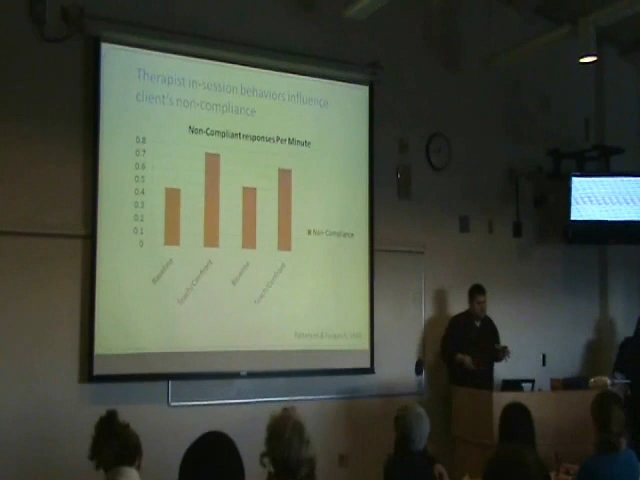 Therapist in-session behaviors influence
client's non-compliance
Non-Compliant responses Per Minute
0.8
0.7
0.6
0.5
0.4
0.3
0.2
0.1
0
Baseline
Teach/Confront
Baseline
Teach/Confront
Non-Compliance